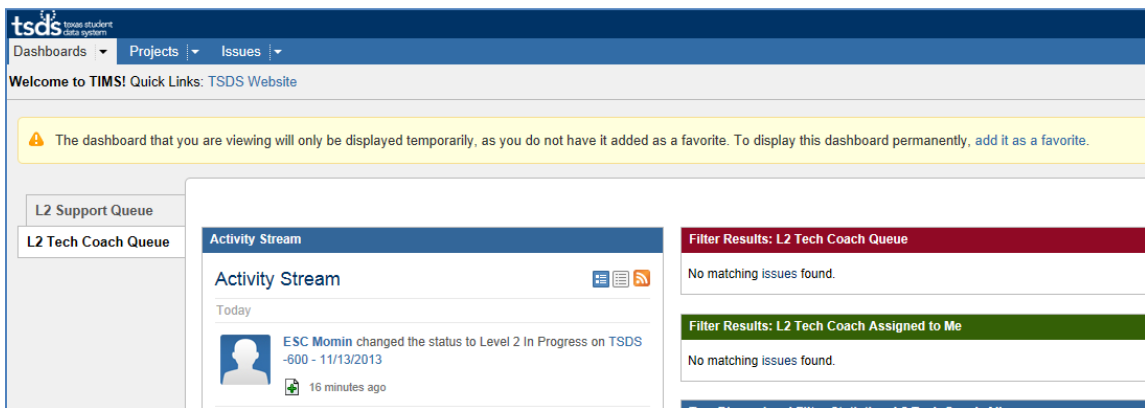 tsds texas student
data system
Dashboards Projects Issues
Welcome to TIMS! Quick Links: TSDS Website
The dashboard that you are viewing will only be displayed temporarily, as you do not have it added as a favorite. To display this dashboard permanently, add it as a favorite.
L2 Support Queue
L2 Tech Coach Queue
Activity Stream
Activity Stream
Today
ESC Momin changed the status to Level 2 In Progress on TSDS
-600 - 11/13/2013
16 minutes ago
Filter Results: L2 Tech Coach Queue
No matching issues found.
Filter Results: L2 Tech Coach Assigned to Me
No matching issues found.